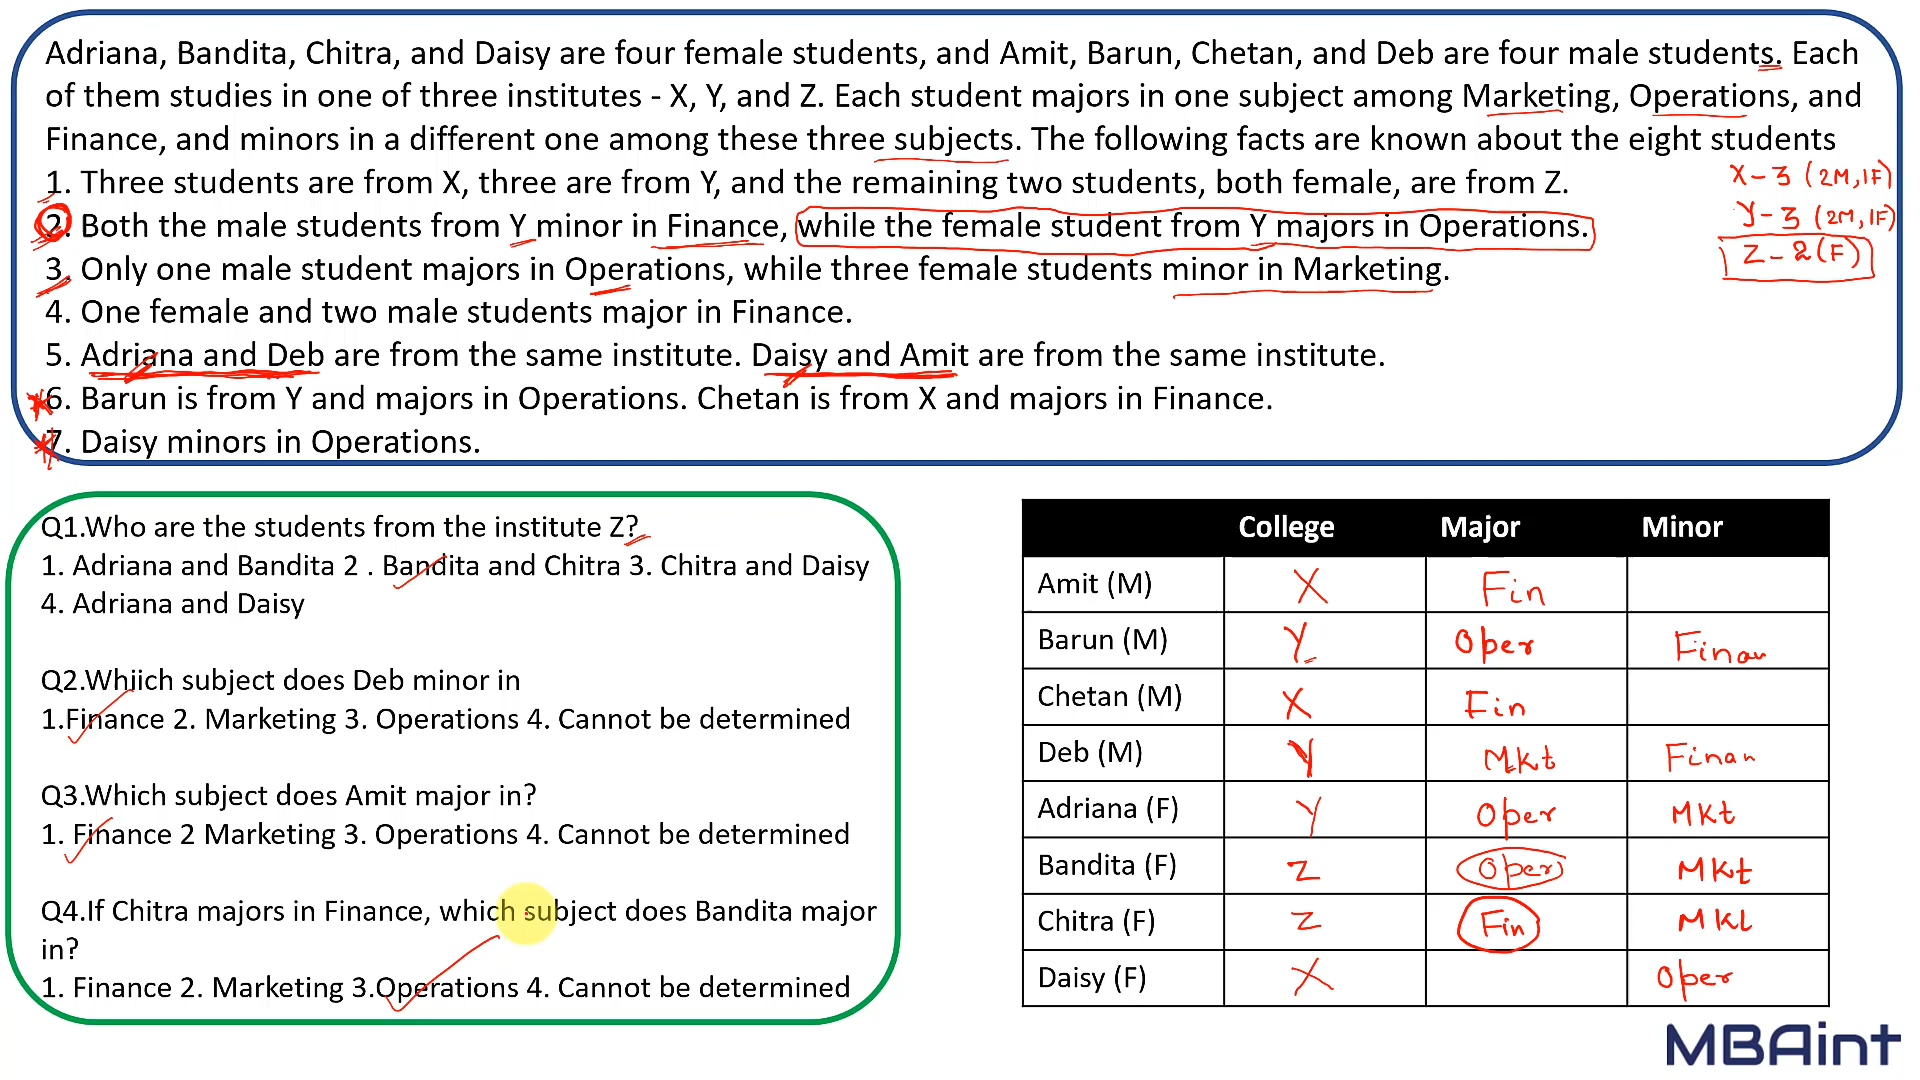 Adriana, Bandita, Chitra, and Daisy are four female students, and Amit, Barun, Chetan, and Deb are four male students. Each
of them studies in one of three institutes - X, Y, and Z. Each student majors in one subject among Marketing, Operations, and
Finance, and minors in a different one among these three subjects. The following facts are known about the eight students
1. Three students are from X, three are from Y, and the remaining two students, both female, are from Z.
2. Both the male students from Y minor in Finance, while the female student from Y majors in Operations.
3. Only one male student majors in Operations, while three female students minor in Marketing.
4. One female and two male students major in Finance.
5. Adriana and Deb are from the same institute. Daisy and Amit are from the same institute.
6. Barun is from Y and majors in Operations. Chetan is from X and majors in Finance.
7. Daisy minors in Operations.
X - 3 (2M, 1F)
Y - 3 (2M, 1F)
Z - 2 (F)
Q1.Who are the students from the institute Z?
1. Adriana and Bandita 2 . Bandita and Chitra 3. Chitra and Daisy
4. Adriana and Daisy
Q2.Whiich subject does Deb minor in
1.Finance 2. Marketing 3. Operations 4. Cannot be determined
Q3.Which subject does Amit major in?
1. Finance 2 Marketing 3. Operations 4. Cannot be determined
Q4.If Chitra majors in Finance, which subject does Bandita major
in?
1. Finance 2. Marketing 3.Operations 4. Cannot be determined
College Major Minor
Amit (M) X Fin
Barun (M) Y Oper Finan
Chetan (M) X Fin
Deb (M) Y Mkt Finan
Adriana (F) Y Oper Mkt
Bandita (F) Z Oper Mkt
Chitra (F) Z Fin Mkt
Daisy (F) X Oper
MBAint